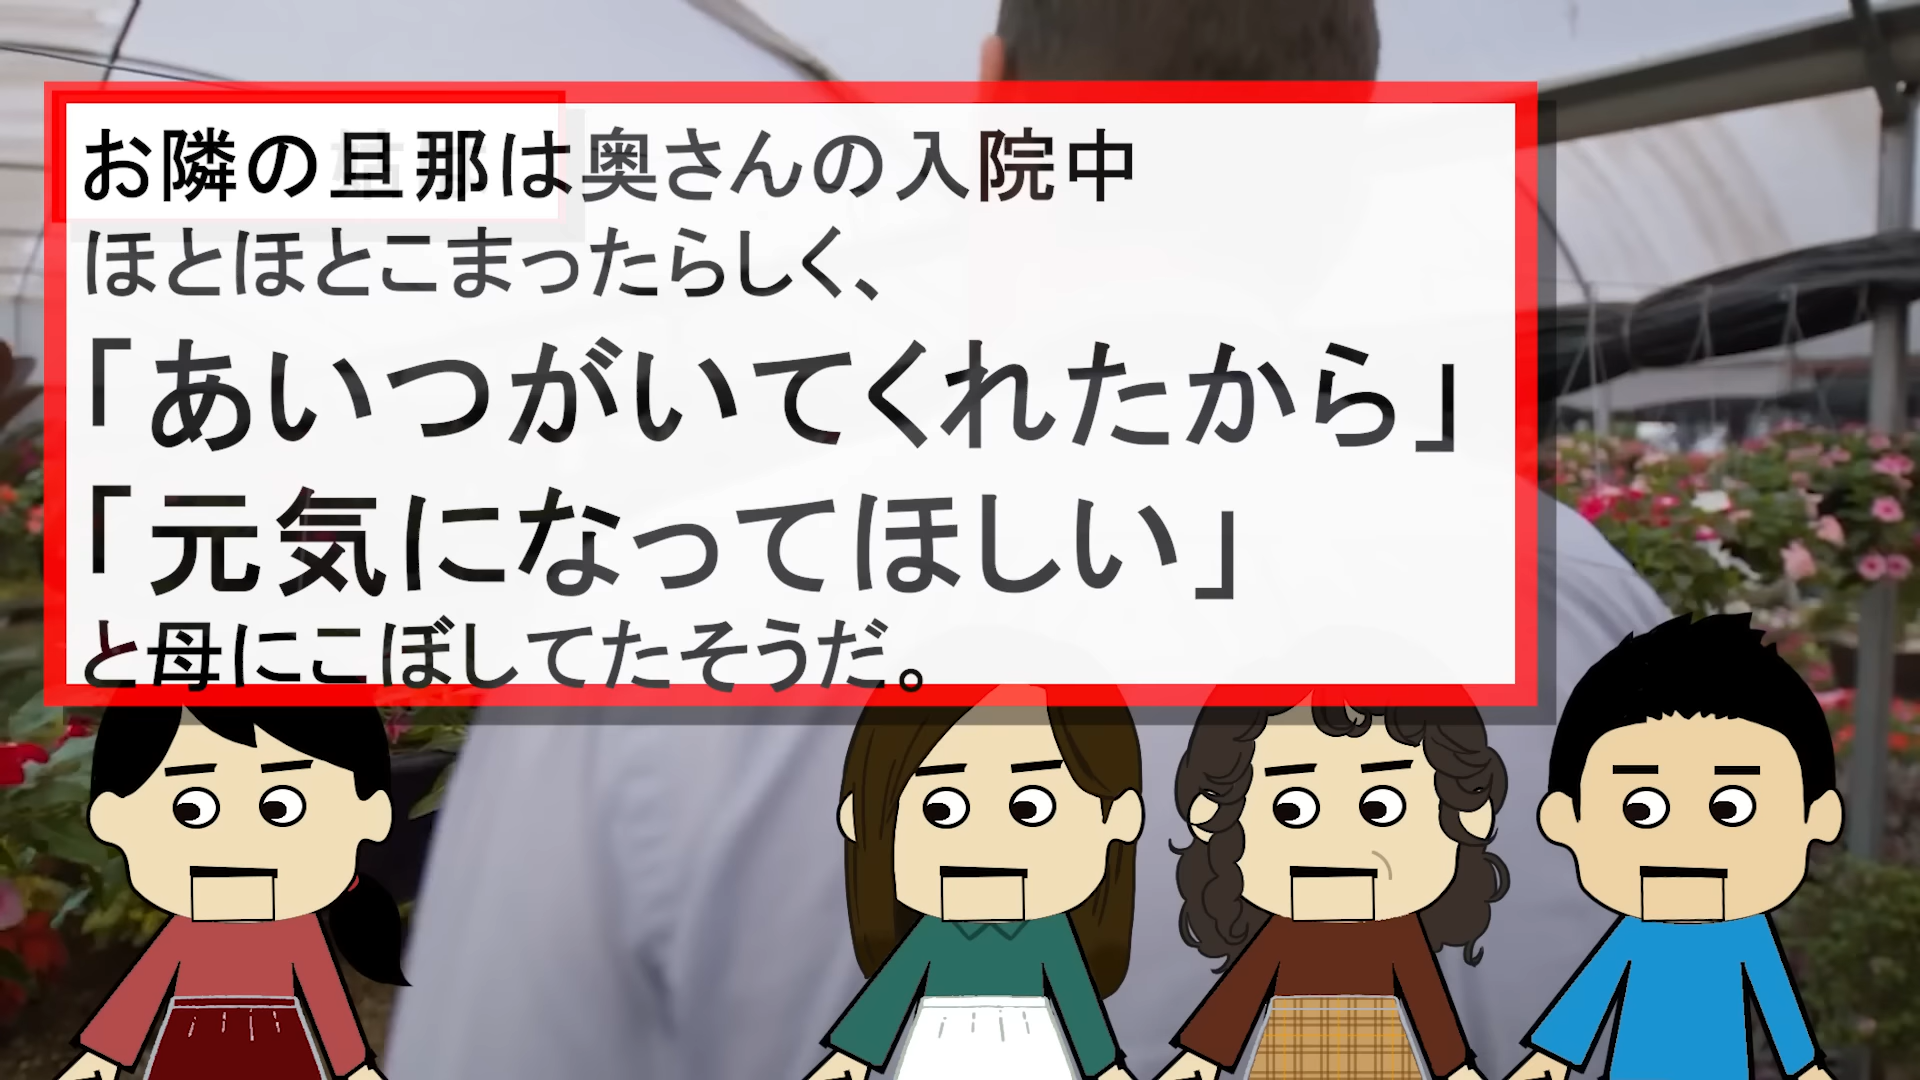 お隣の旦那は奥さんの入院中
ほとほとこまったらしく、
「あいつがいてくれたから」
「元気になってほしい」
と母にこぼしてたそうだ。